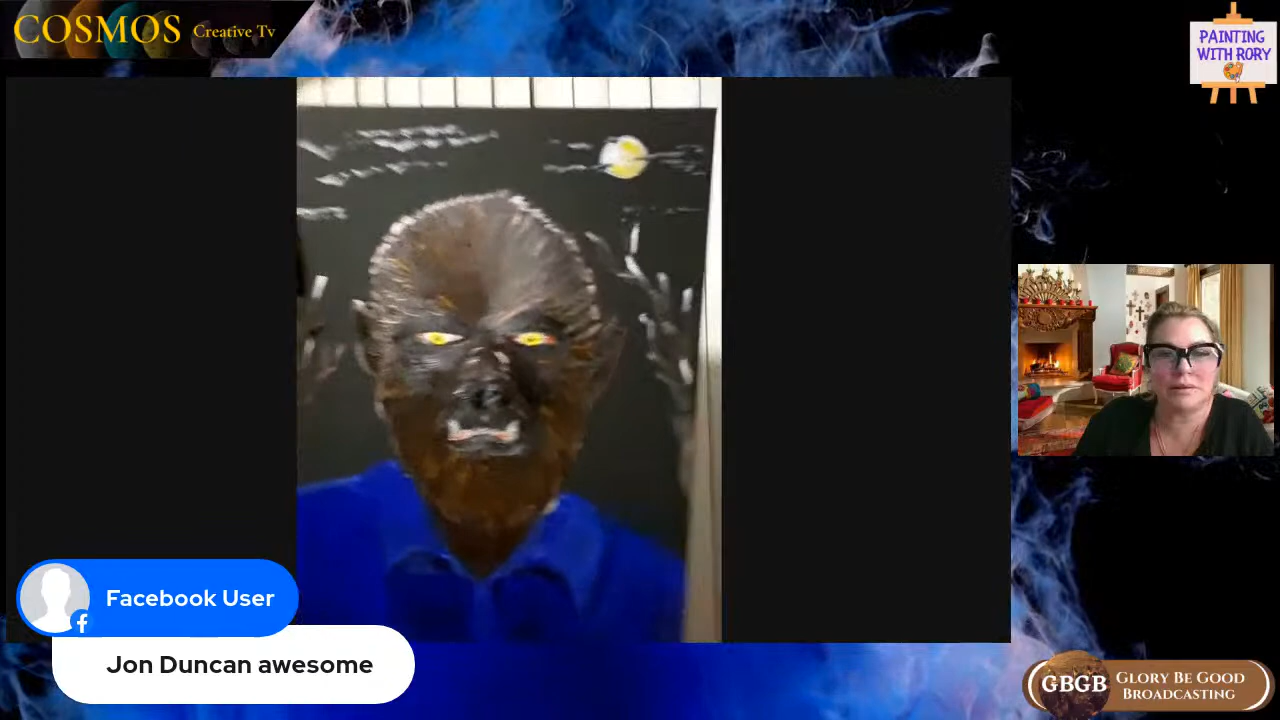 COSMOS Creative Tv
PAINTING
WITH RORY
Facebook User
Jon Duncan awesome
GBGB GLORY BE GOOD
BROADCASTING